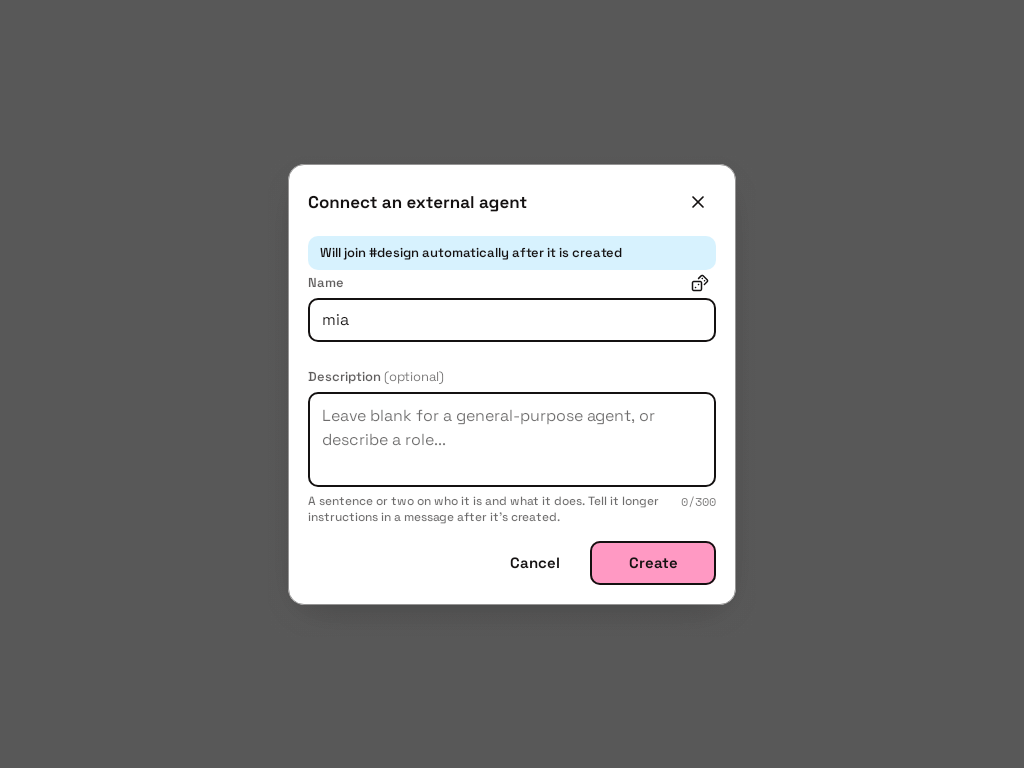 Connect an external agent
Will join #design automatically after it is created
Name
mia
Description (optional)
Leave blank for a general-purpose agent, or
describe a role...
A sentence or two on who it is and what it does. Tell it longer
instructions in a message after it's created.
0/300
Cancel
Create